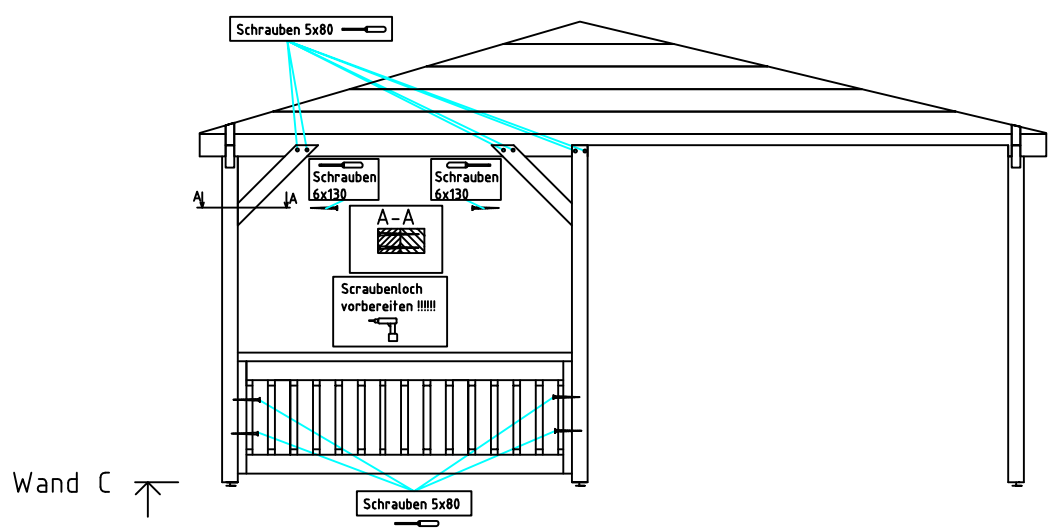 Schrauben 5x80
Schrauben
6x130
Schrauben
6x130
A
A
A-A
Scraubenloch
vorbereiten !!!!!!
Wand C
Schrauben 5x80